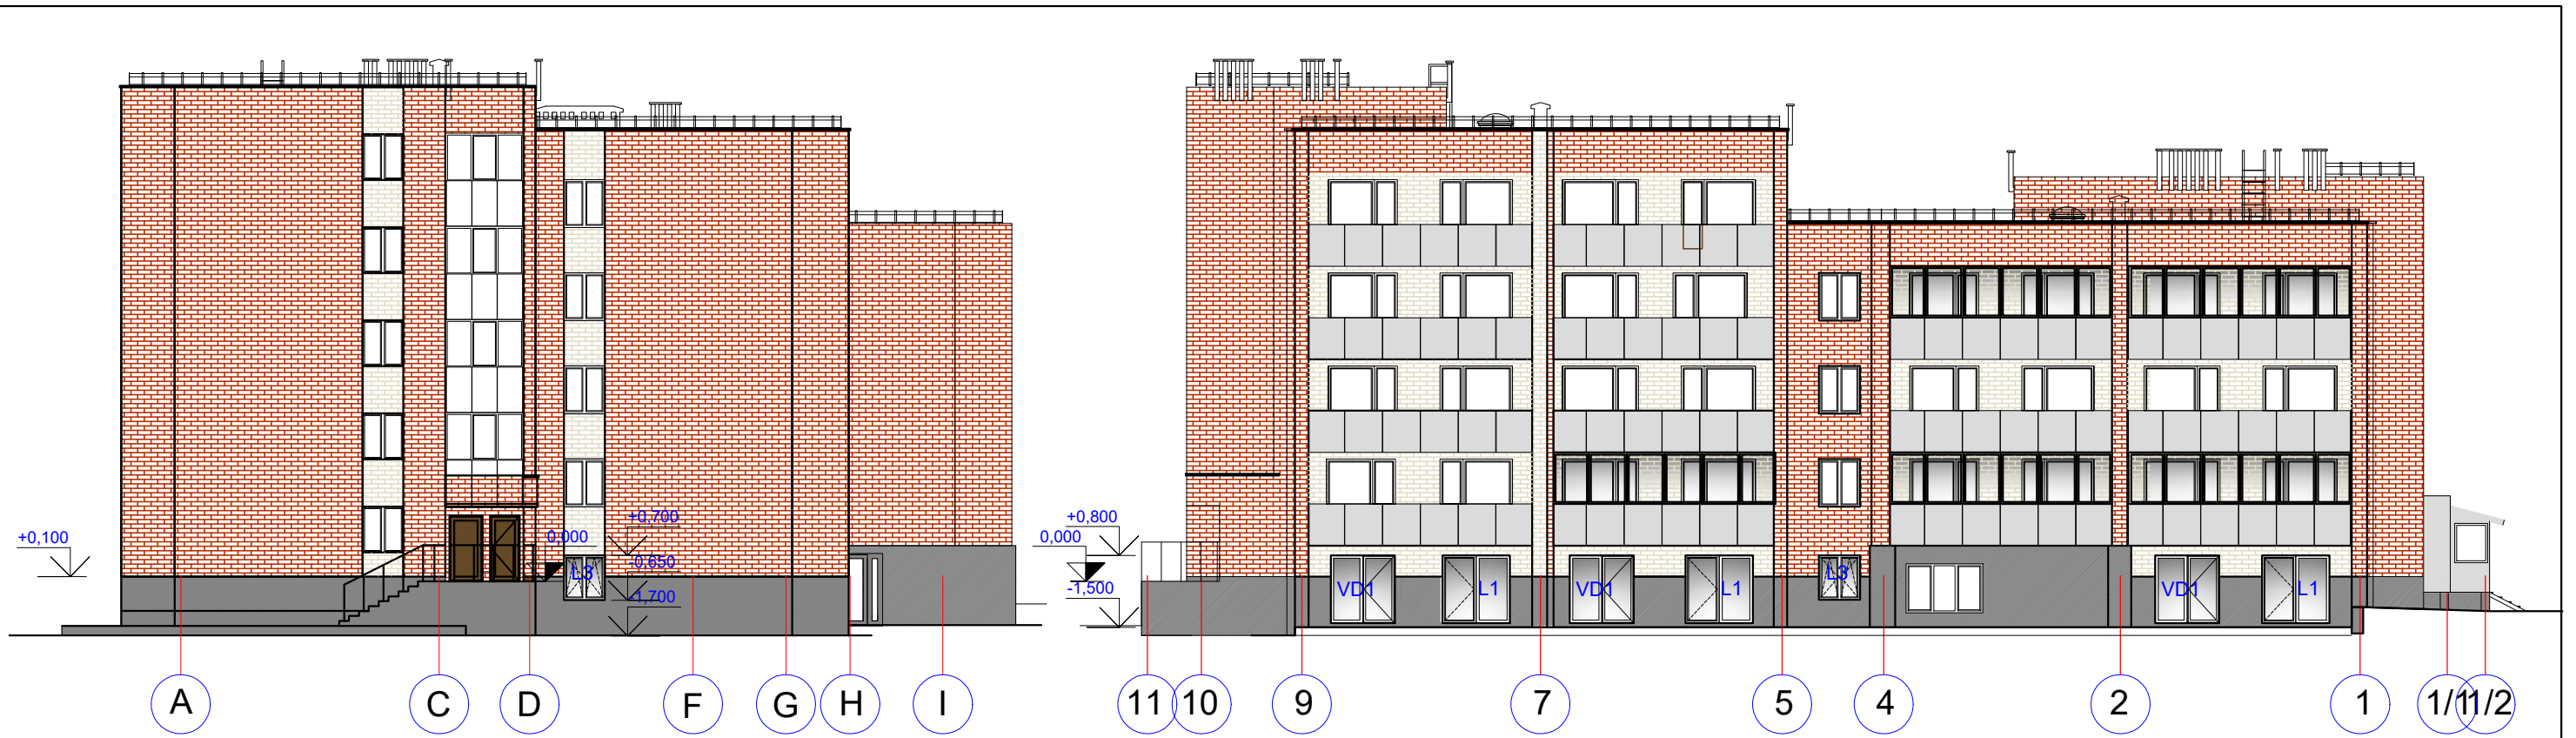 +0,100
0,000
+0,700
-0,650
-1,700
L3
A
C
D
F
G
H
I
+0,800
0,000
-1,500
VD1
L1
VD1
L1
L3
VD1
L1
11
10
9
7
5
4
2
1
1/1
1/2